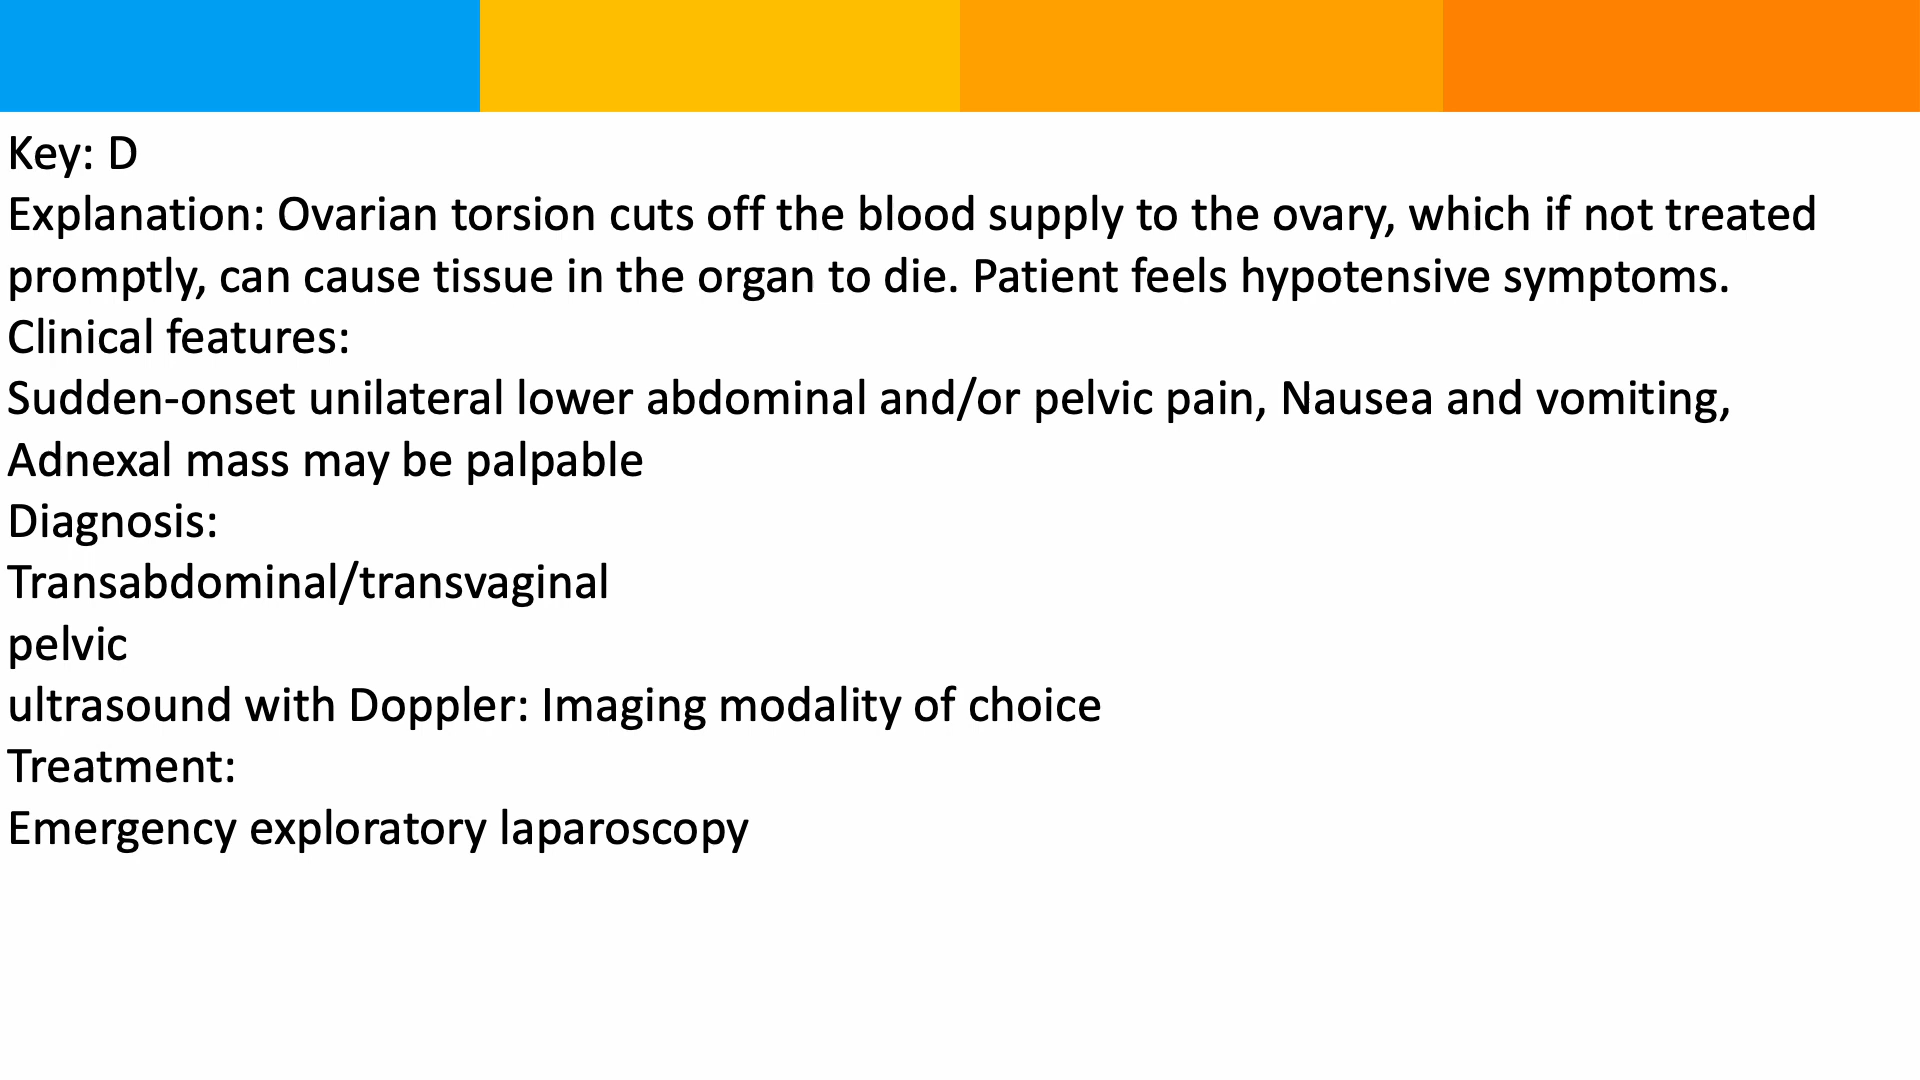 Key: D
Explanation: Ovarian torsion cuts off the blood supply to the ovary, which if not treated
promptly, can cause tissue in the organ to die. Patient feels hypotensive symptoms.
Clinical features:
Sudden-onset unilateral lower abdominal and/or pelvic pain, Nausea and vomiting,
Adnexal mass may be palpable
Diagnosis:
Transabdominal/transvaginal
pelvic
ultrasound with Doppler: Imaging modality of choice
Treatment:
Emergency exploratory laparoscopy